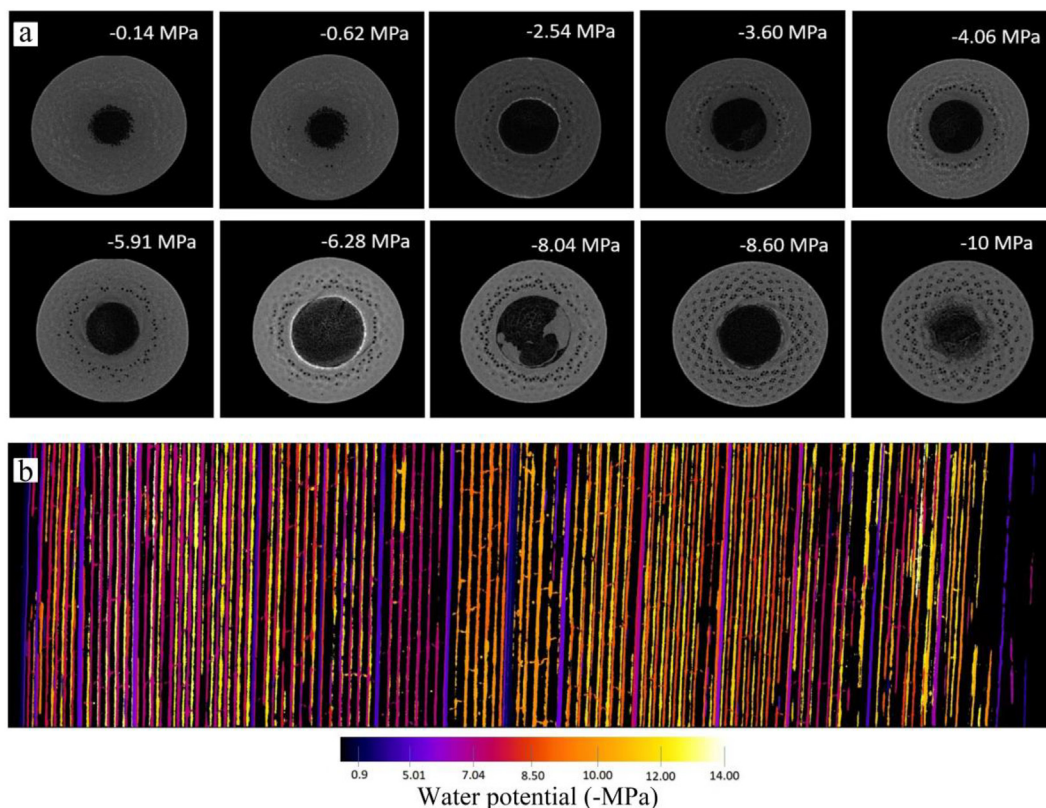 a
-0.14 MPa
-0.62 MPa
-2.54 MPa
-3.60 MPa
-4.06 MPa
-5.91 MPa
-6.28 MPa
-8.04 MPa
-8.60 MPa
-10 MPa
b
0.9 5.01 7.04 8.50 10.00 12.00 14.00
Water potential (-MPa)